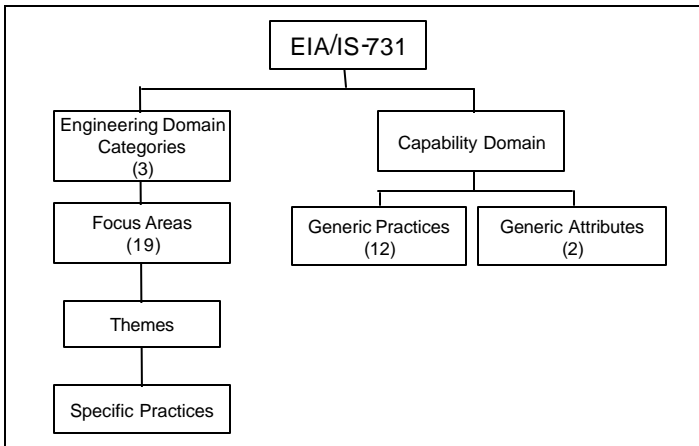 EIA/IS-731
Engineering Domain
Categories
(3)
Capability Domain
Focus Areas
(19)
Generic Practices
(12)
Generic Attributes
(2)
Themes
Specific Practices